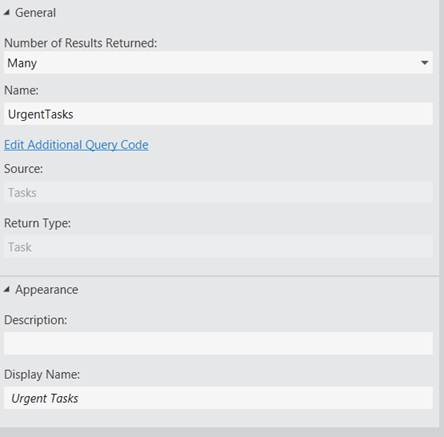 General
Number of Results Returned:
Many
Name:
UrgentTasks
Edit Additional Query Code
Source:
Tasks
Return Type:
Task
Appearance
Description:
Display Name:
Urgent Tasks